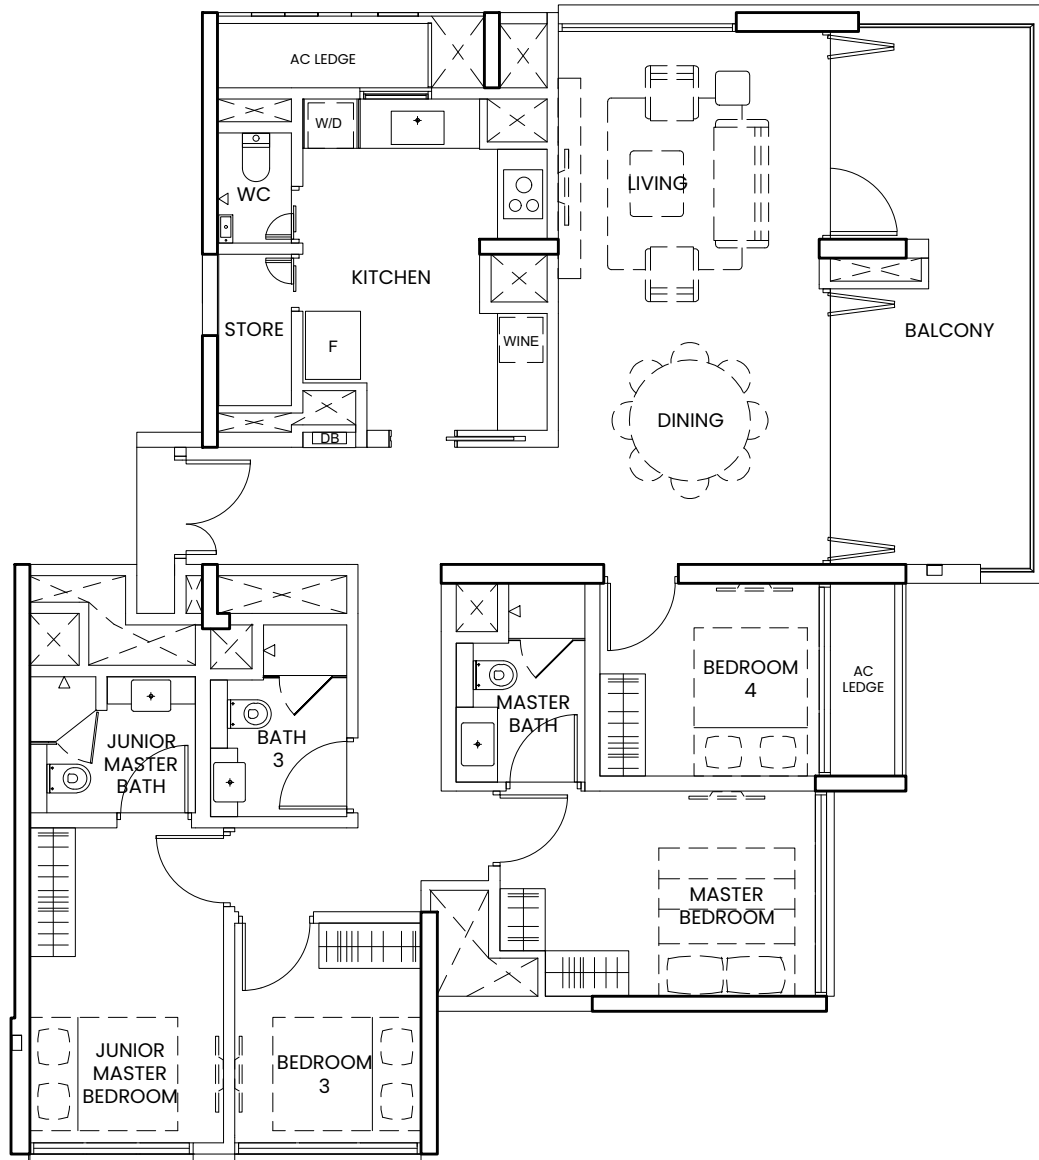 AC LEDGE
W/D
WC
LIVING
KITCHEN
STORE
F
WINE
BALCONY
DINING
DB
BEDROOM
4
AC
LEDGE
MASTER
BATH
BATH
3
JUNIOR
MASTER
BATH
MASTER
BEDROOM
JUNIOR
MASTER
BEDROOM
BEDROOM
3